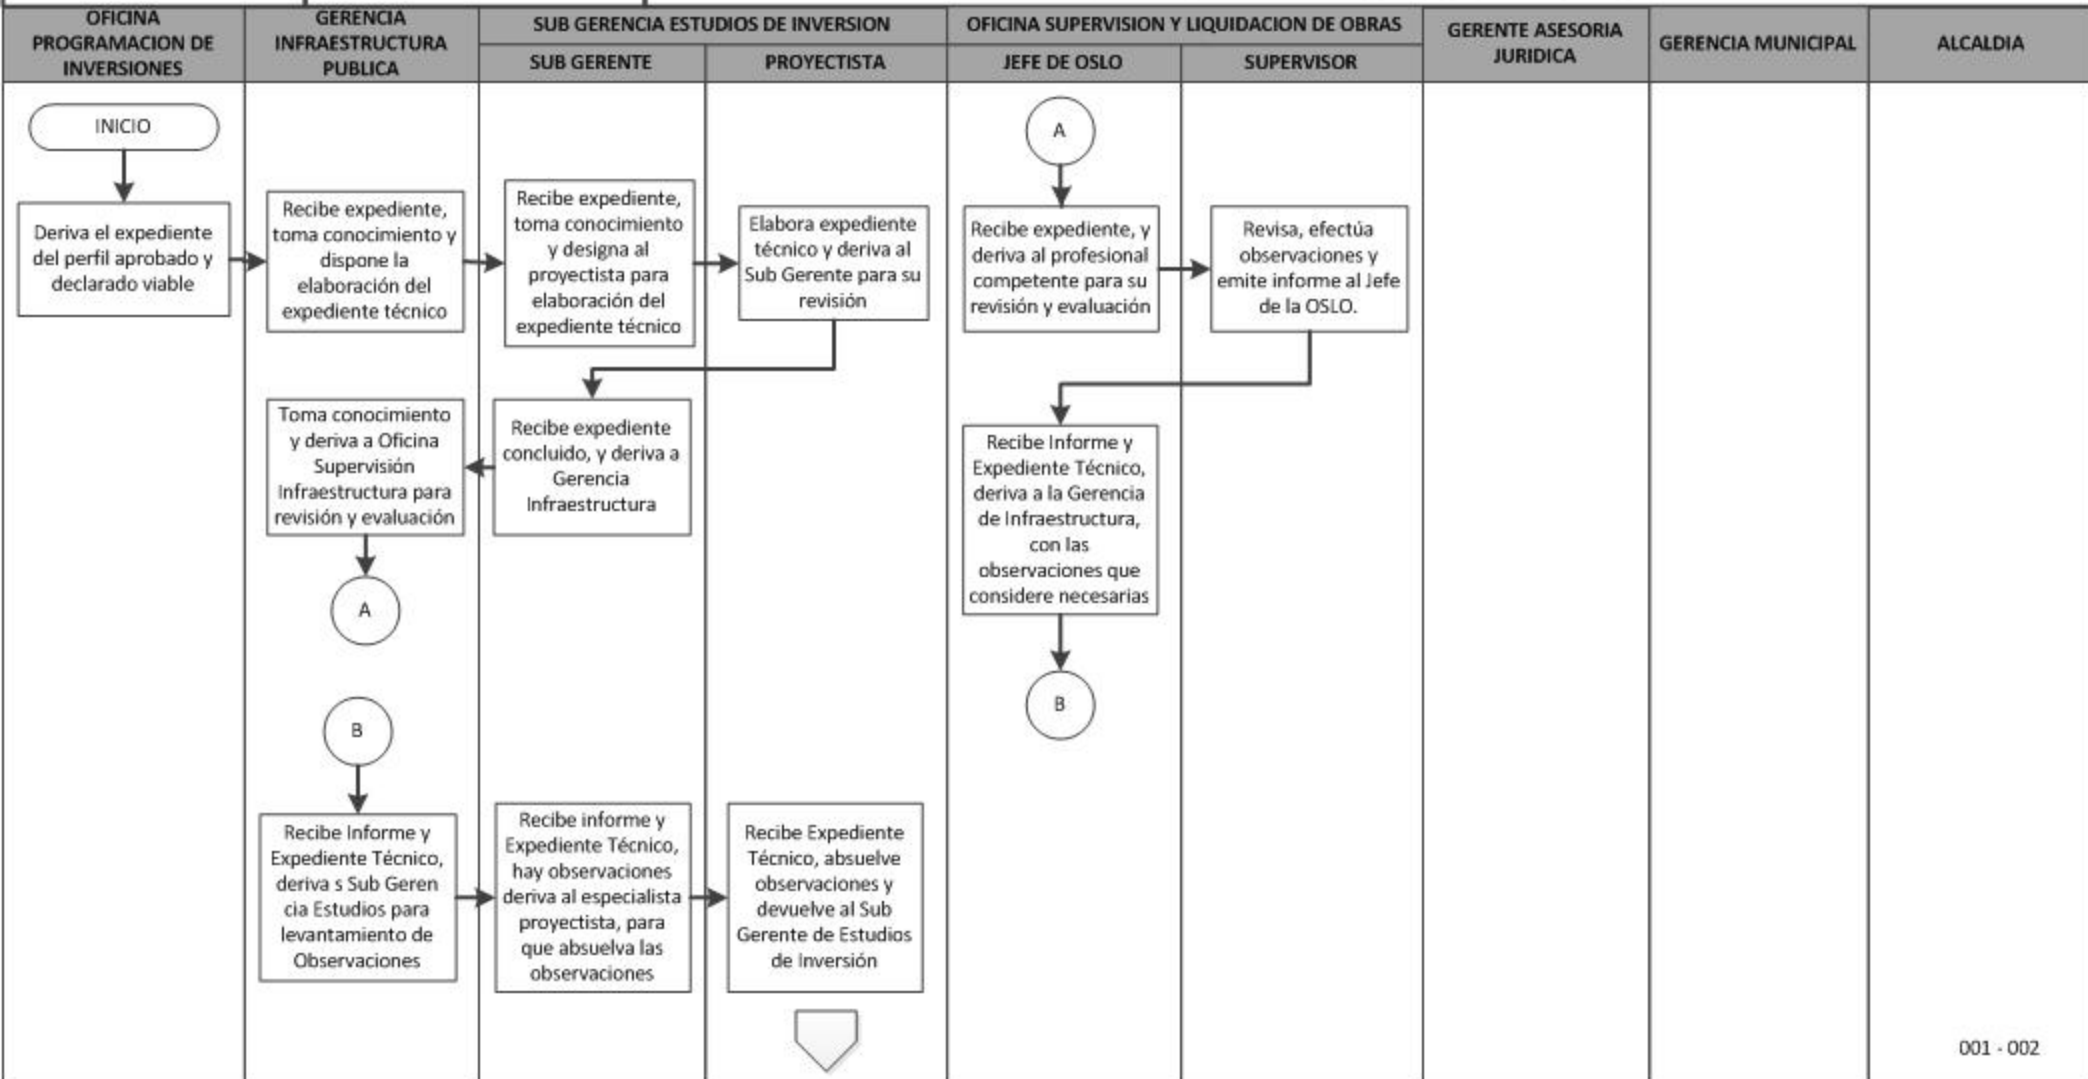 OFICINA
PROGRAMACION DE
INVERSIONES
GERENCIA
INFRAESTRUCTURA
PUBLICA
SUB GERENCIA ESTUDIOS DE INVERSION
SUB GERENTE
PROYECTISTA
OFICINA SUPERVISION Y LIQUIDACION DE OBRAS
JEFE DE OSLO
SUPERVISOR
GERENTE ASESORIA
JURIDICA
GERENCIA MUNICIPAL
ALCALDIA
INICIO
Deriva el expediente
del perfil aprobado y
declarado viable
Recibe expediente,
toma conocimiento y
dispone la
elaboración del
expediente técnico
Recibe expediente,
toma conocimiento
y designa al
proyectista para
elaboración del
expediente técnico
Elabora expediente
técnico y deriva al
Sub Gerente para su
revisión
Recibe expediente
concluido, y deriva a
Gerencia
Infraestructura
Toma conocimiento
y deriva a Oficina
Supervisión
Infraestructura para
revisión y evaluación
A
A
Recibe expediente, y
deriva al profesional
competente para su
revisión y evaluación
Revisa, efectúa
observaciones y
emite informe al Jefe
de la OSLO.
Recibe Informe y
Expediente Técnico,
deriva a la Gerencia
de Infraestructura,
con las
observaciones que
considere necesarias
B
B
Recibe Informe y
Expediente Técnico,
deriva s Sub Geren
cia Estudios para
levantamiento de
Observaciones
Recibe informe y
Expediente Técnico,
hay observaciones
deriva al especialista
proyectista, para
que absuelva las
observaciones
Recibe Expediente
Técnico, absuelve
observaciones y
devuelve al Sub
Gerente de Estudios
de Inversión
001 - 002